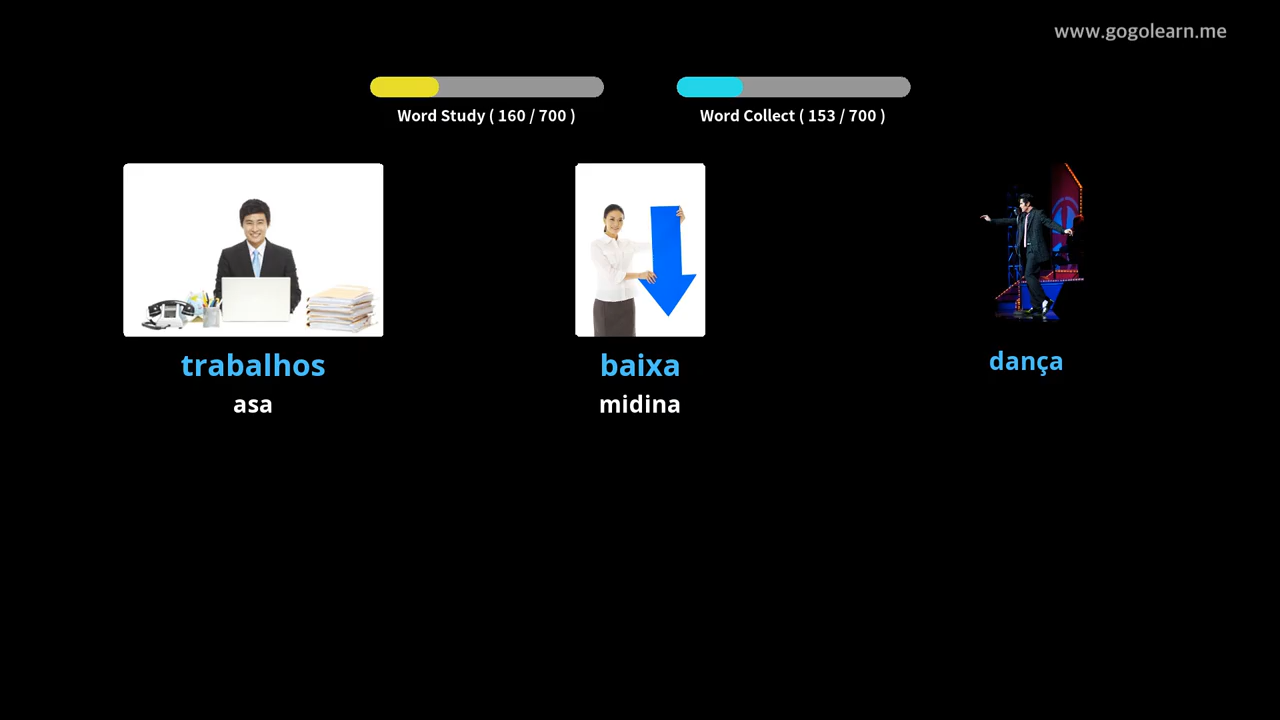 www.gogolearn.me
Word Study ( 160 / 700 )
Word Collect ( 153 / 700 )
trabalhos
baixa
dança
asa
midina